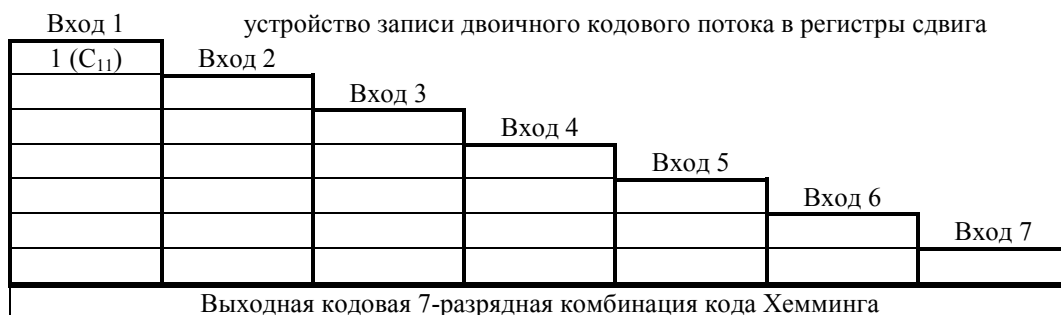 Вход 1 устройство записи двоичного кодового потока в регистры сдвига
1 (C₁₁) Вход 2
Вход 3
Вход 4
Вход 5
Вход 6
Вход 7
Выходная кодовая 7-разрядная комбинация кода Хемминга